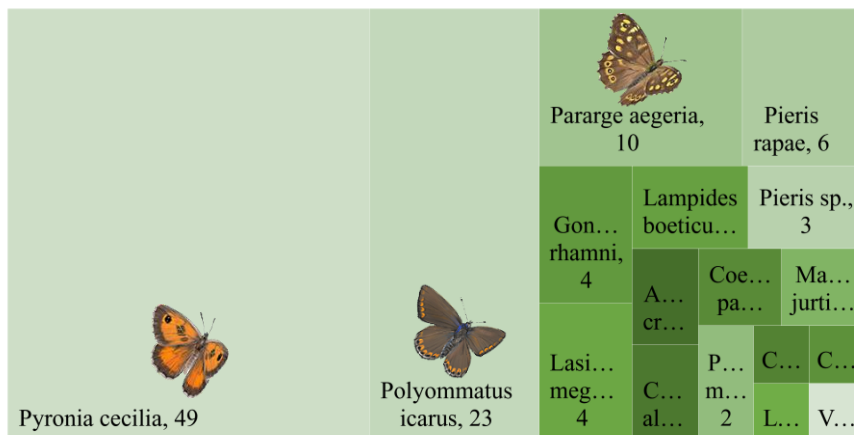 Pyronia cecilia, 49
Polyommatus
icarus, 23
Pararge aegeria,
10
Pieris
rapae, 6
Gon…
rhamni,
4
Lampides
boeticu…
Pieris sp.,
3
Lasi…
meg…
4
A…
cr…
Coe…
pa…
Ma…
jurti…
C…
al…
P…
m…
2
C…
C…
L…
V…